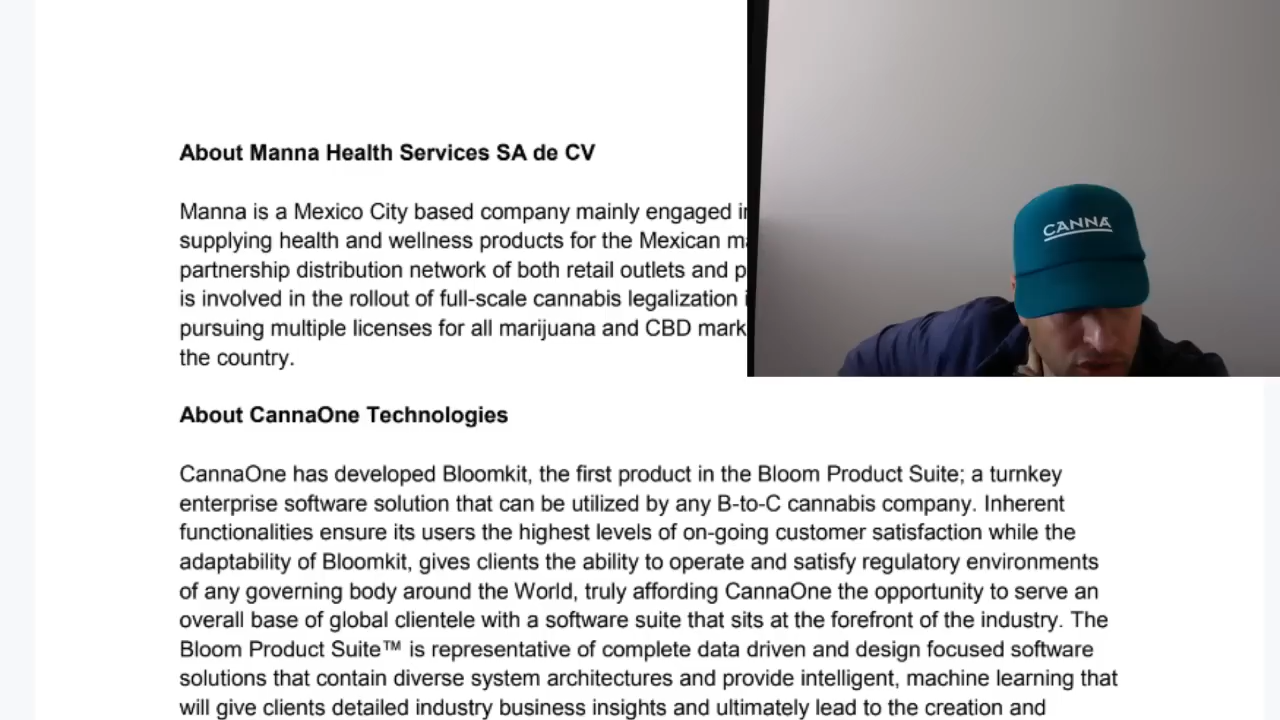 About Manna Health Services SA de CV
Manna is a Mexico City based company mainly engaged
supplying health and wellness products for the Mexican
partnership distribution network of both retail outlets and
is involved in the rollout of full-scale cannabis legalization
pursuing multiple licenses for all marijuana and CBD
the country.
CANNA
About CannaOne Technologies
CannaOne has developed Bloomkit, the first product in the Bloom Product Suite; a turnkey
enterprise software solution that can be utilized by any B-to-C cannabis company. Inherent
functionalities ensure its users the highest levels of on-going customer satisfaction while the
adaptability of Bloomkit, gives clients the ability to operate and satisfy regulatory environments
of any governing body around the World, truly affording CannaOne the opportunity to serve an
overall base of global clientele with a software suite that sits at the forefront of the industry. The
Bloom Product Suite™ is representative of complete data driven and design focused software
solutions that contain diverse system architectures and provide intelligent, machine learning that
will give clients detailed industry business insights and ultimately lead to the creation and